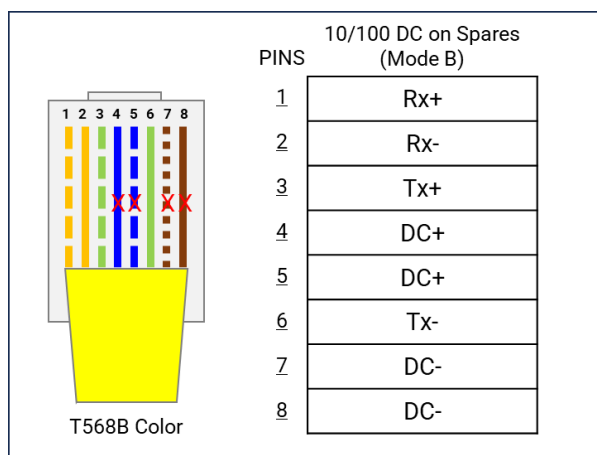 10/100 DC on Spares
PINS (Mode B)
1 2 3 4 5 6 7 8
X X X X
T568B Color
1 Rx+
2 Rx-
3 Tx+
4 DC+
5 DC+
6 Tx-
7 DC-
8 DC-